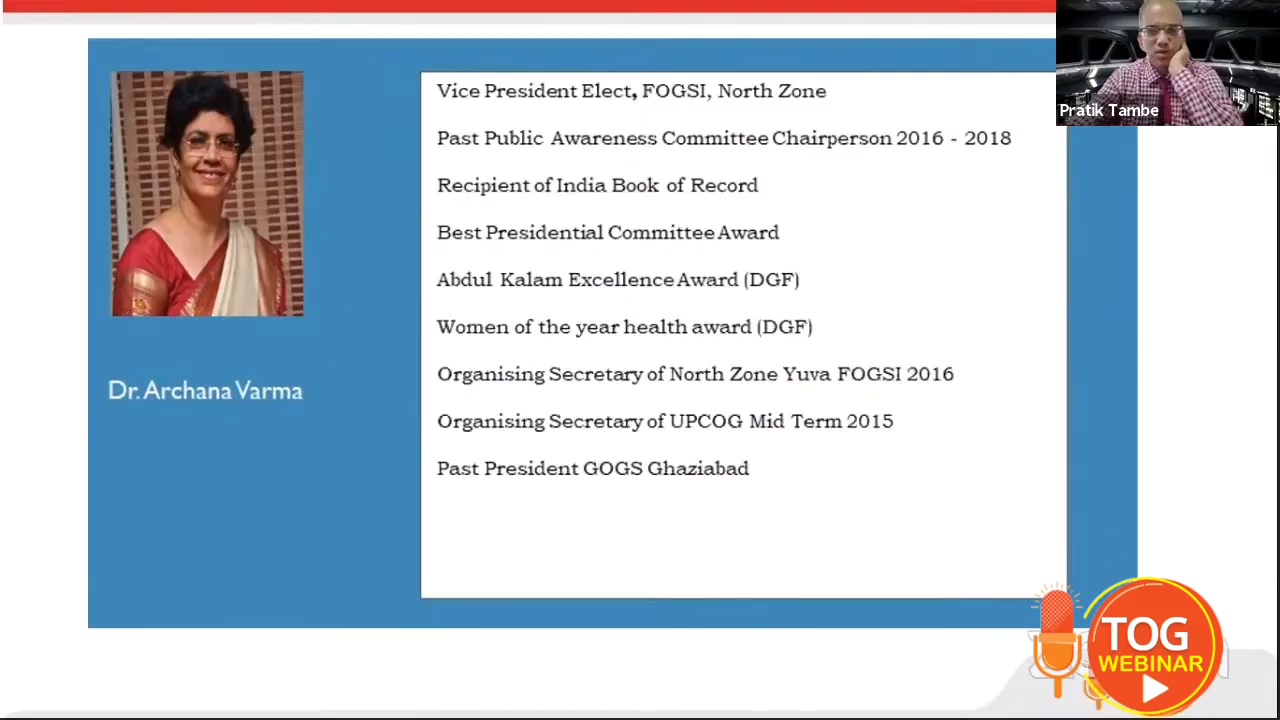 Vice President Elect, FOGSI, North Zone
Past Public Awareness Committee Chairperson 2016 - 2018
Recipient of India Book of Record
Best Presidential Committee Award
Abdul Kalam Excellence Award (DGF)
Women of the year health award (DGF)
Organising Secretary of North Zone Yuva FOGSI 2016
Organising Secretary of UPCOG Mid Term 2015
Past President GOGS Ghaziabad
Dr. Archana Varma
Pratik Tambe
TOG
WEBINAR